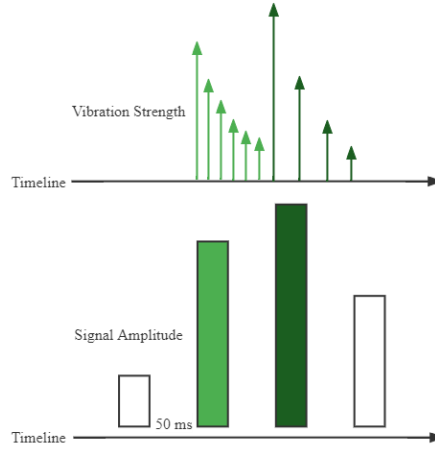 Vibration Strength
Timeline
Signal Amplitude
50 ms
Timeline